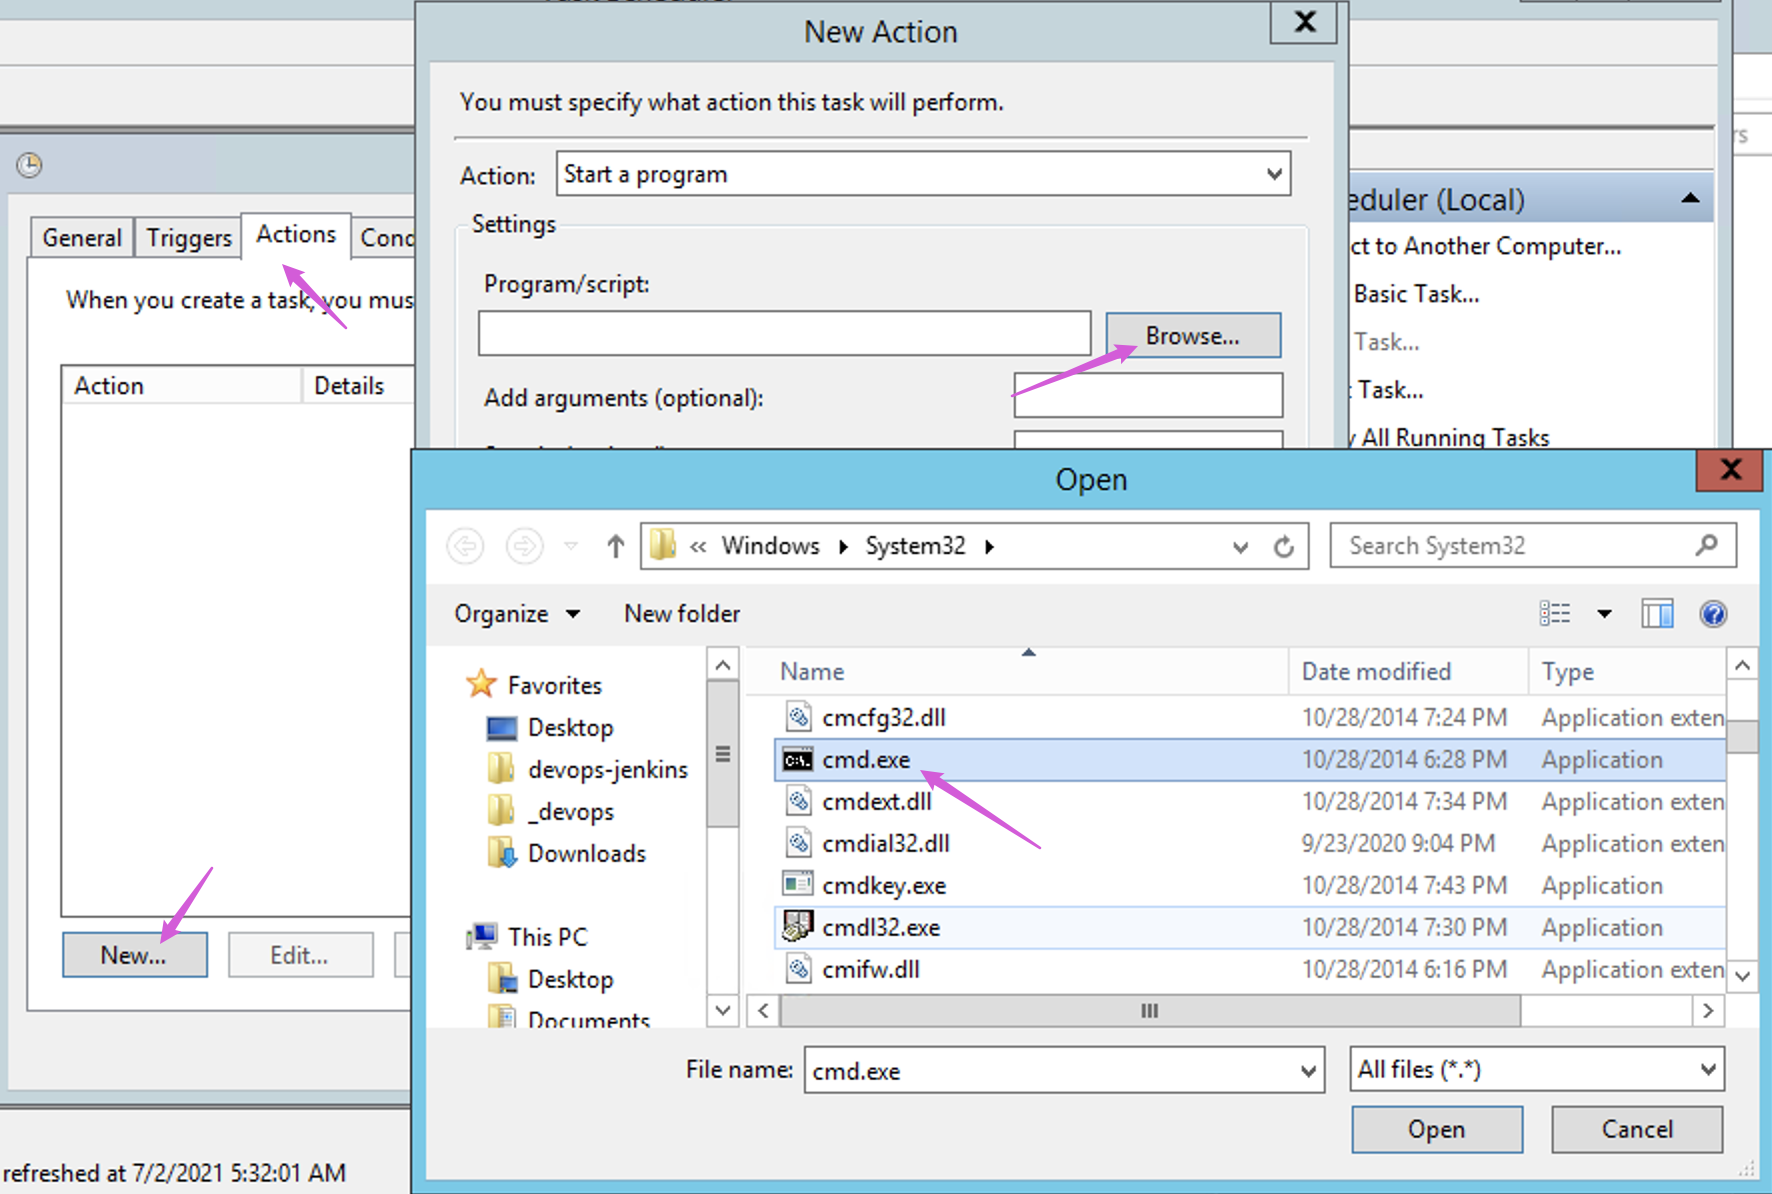 New Action
You must specify what action this task will perform.
Action: Start a program
Settings
Program/script:
Browse...
Add arguments (optional):
General Triggers Actions Cond
When you create a task, you mus
Action Details
New... Edit...
refreshed at 7/2/2021 5:32:01 AM
rs
eduler (Local)
ct to Another Computer...
Basic Task...
Task...
Task...
y All Running Tasks
Open
Windows System32
Search System32
Organize New folder
Favorites
Desktop
devops-jenkins
_devops
Downloads
This PC
Desktop
Documents
Name Date modified Type
cmcfg32.dll 10/28/2014 7:24 PM Application exten
cmd.exe 10/28/2014 6:28 PM Application
cmdext.dll 10/28/2014 7:34 PM Application exten
cmdial32.dll 9/23/2020 9:04 PM Application exten
cmdkey.exe 10/28/2014 7:43 PM Application
cmdl32.exe 10/28/2014 7:30 PM Application
cmifw.dll 10/28/2014 6:16 PM Application exten
File name: cmd.exe
All files (*.*)
Open Cancel